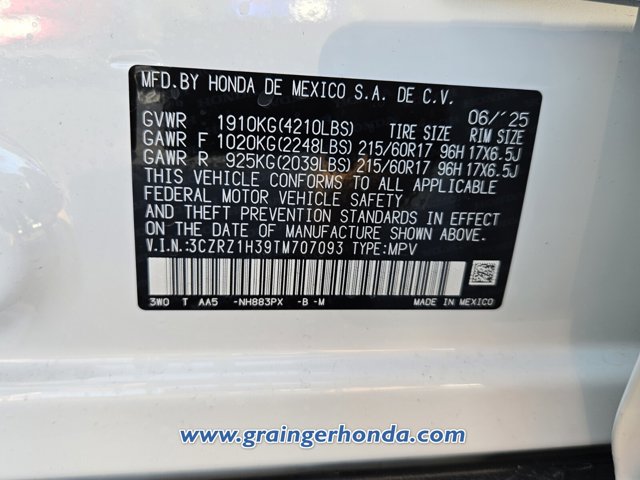 MFD.BY HONDA DE MEXICO S.A. DE C.V.
06/'25
GVWR 1910KG(4210LBS) TIRE SIZE RIM SIZE
GAWR F 1020KG(2248LBS) 215/60R17 96H 17X6.5J
GAWR R 925KG(2039LBS) 215/60R17 96H 17X6.5J
THIS VEHICLE CONFORMS TO ALL APPLICABLE
FEDERAL MOTOR VEHICLE SAFETY
AND THEFT PREVENTION STANDARDS IN EFFECT
ON THE DATE OF MANUFACTURE SHOWN ABOVE.
V.I.N.:3CZRZ1H39TM707093 TYPE:MPV
3W0 T AA5 -NH883PX -B -M MADE IN MEXICO
www.graingerhonda.com